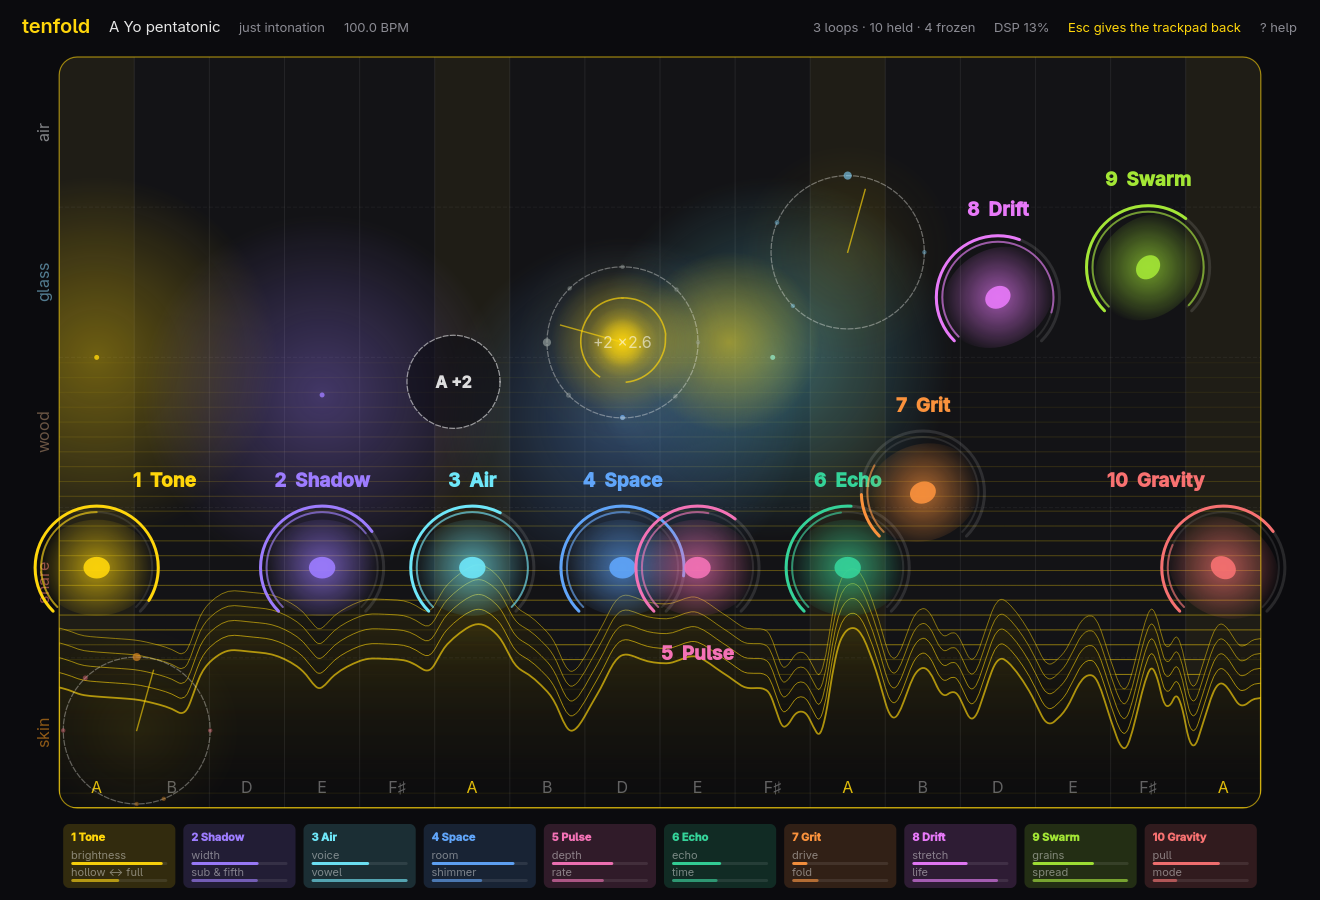 tenfold A Yo pentatonic just intonation 100.0 BPM 3 loops · 10 held · 4 frozen DSP 13% Esc gives the trackpad back ? help
air
glass
wood
snare
skin
9 Swarm
8 Drift
+2 ×2.6
A +2
7 Grit
1 Tone 2 Shadow 3 Air 4 Space 6 Echo 10 Gravity
5 Pulse
A B D E F♯ A B D E F♯ A B D E F♯ A
1 Tone
brightness
hollow ↔ full
2 Shadow
width
sub & fifth
3 Air
voice
vowel
4 Space
room
shimmer
5 Pulse
depth
rate
6 Echo
echo
time
7 Grit
drive
fold
8 Drift
stretch
life
9 Swarm
grains
spread
10 Gravity
pull
mode